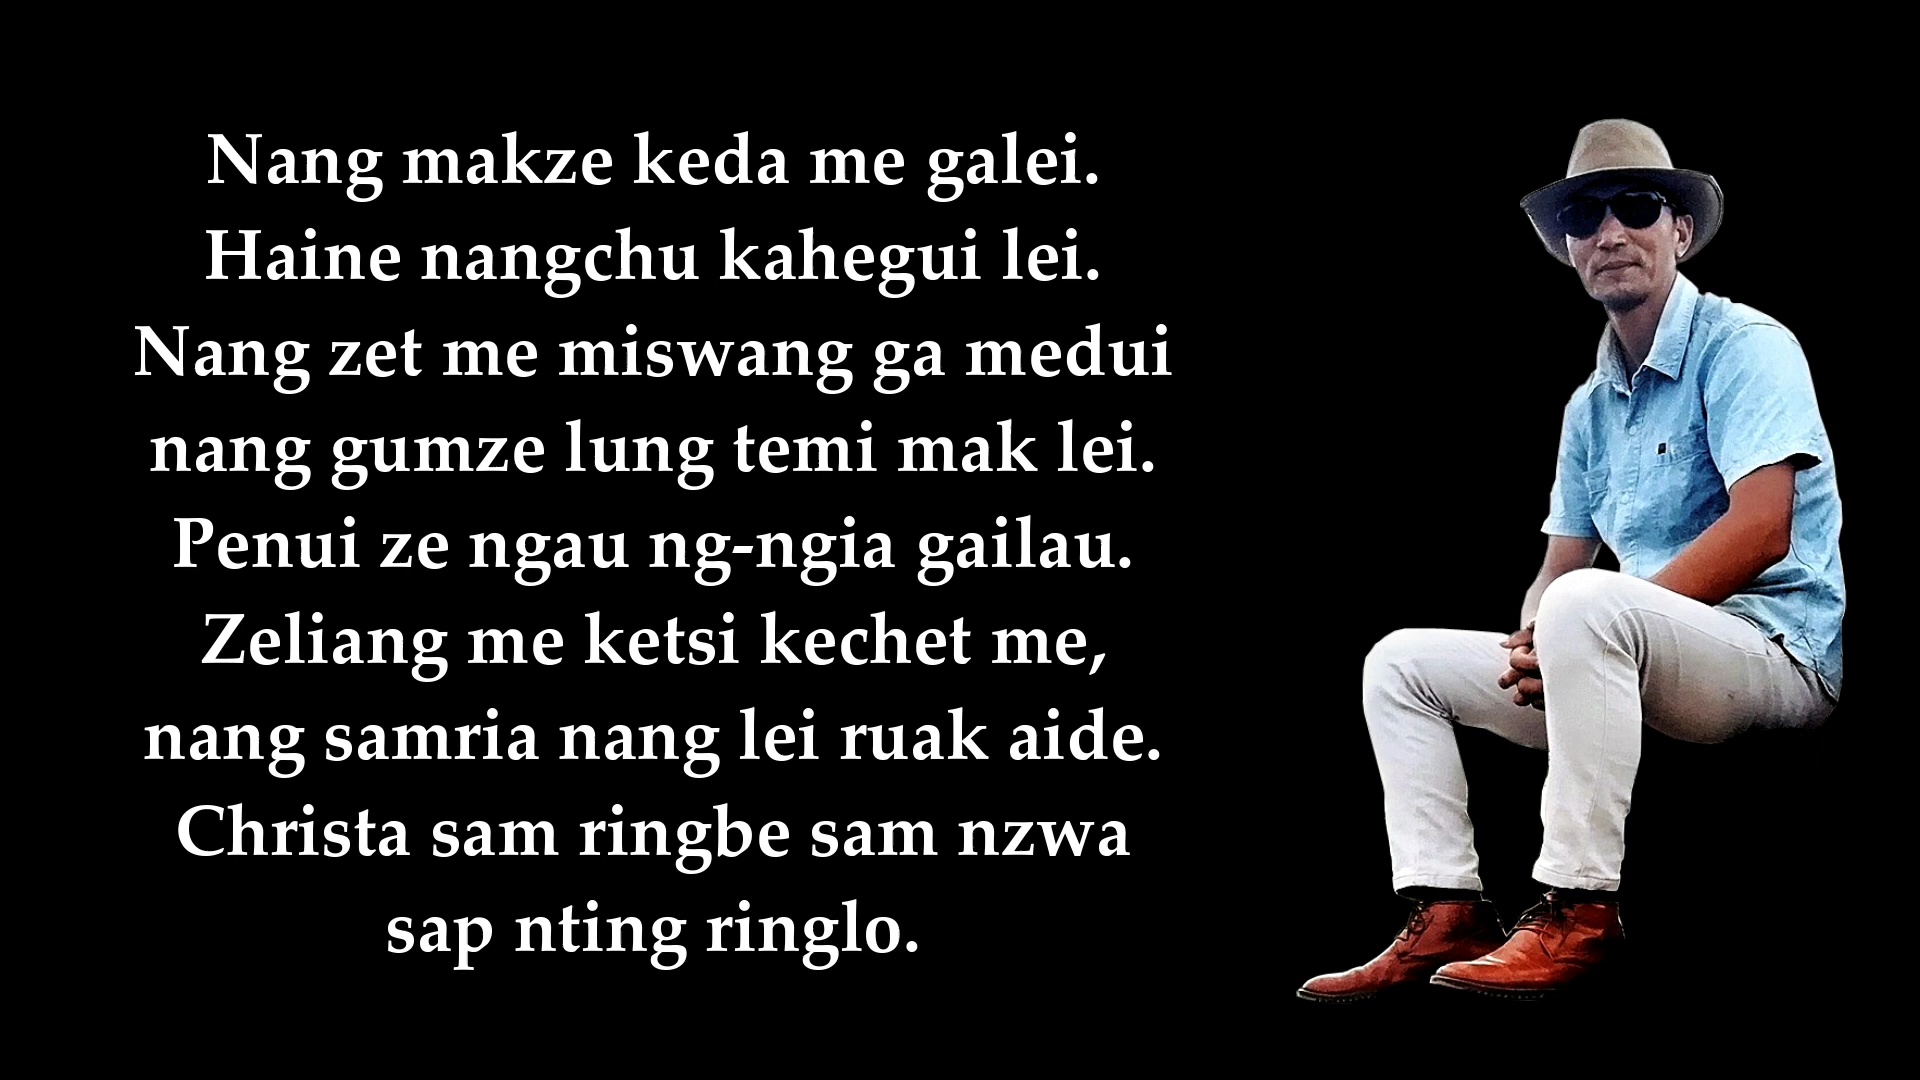 Nang makze keda me galei.
Haine nangchu kahegui lei.
Nang zet me miswang ga medui
nang gumze lung temi mak lei.
Penui ze ngau ng-ngia gailau.
Zeliang me ketsi kechet me,
nang samria nang lei ruak aide.
Christa sam ringbe sam nzwa
sap nting ringlo.